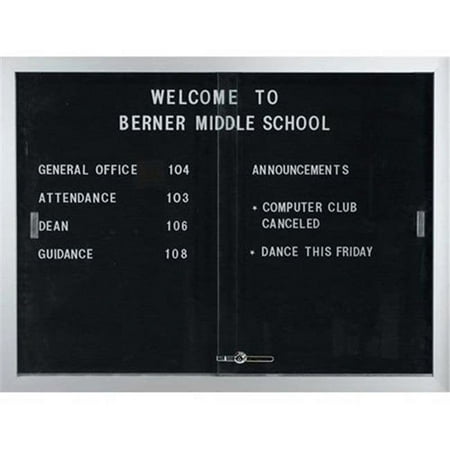 WELCOME TO
BERNER MIDDLE SCHOOL
GENERAL OFFICE 104
ATTENDANCE 103
DEAN 106
GUIDANCE 108
ANNOUNCEMENTS
* COMPUTER CLUB
CANCELED
* DANCE THIS FRIDAY